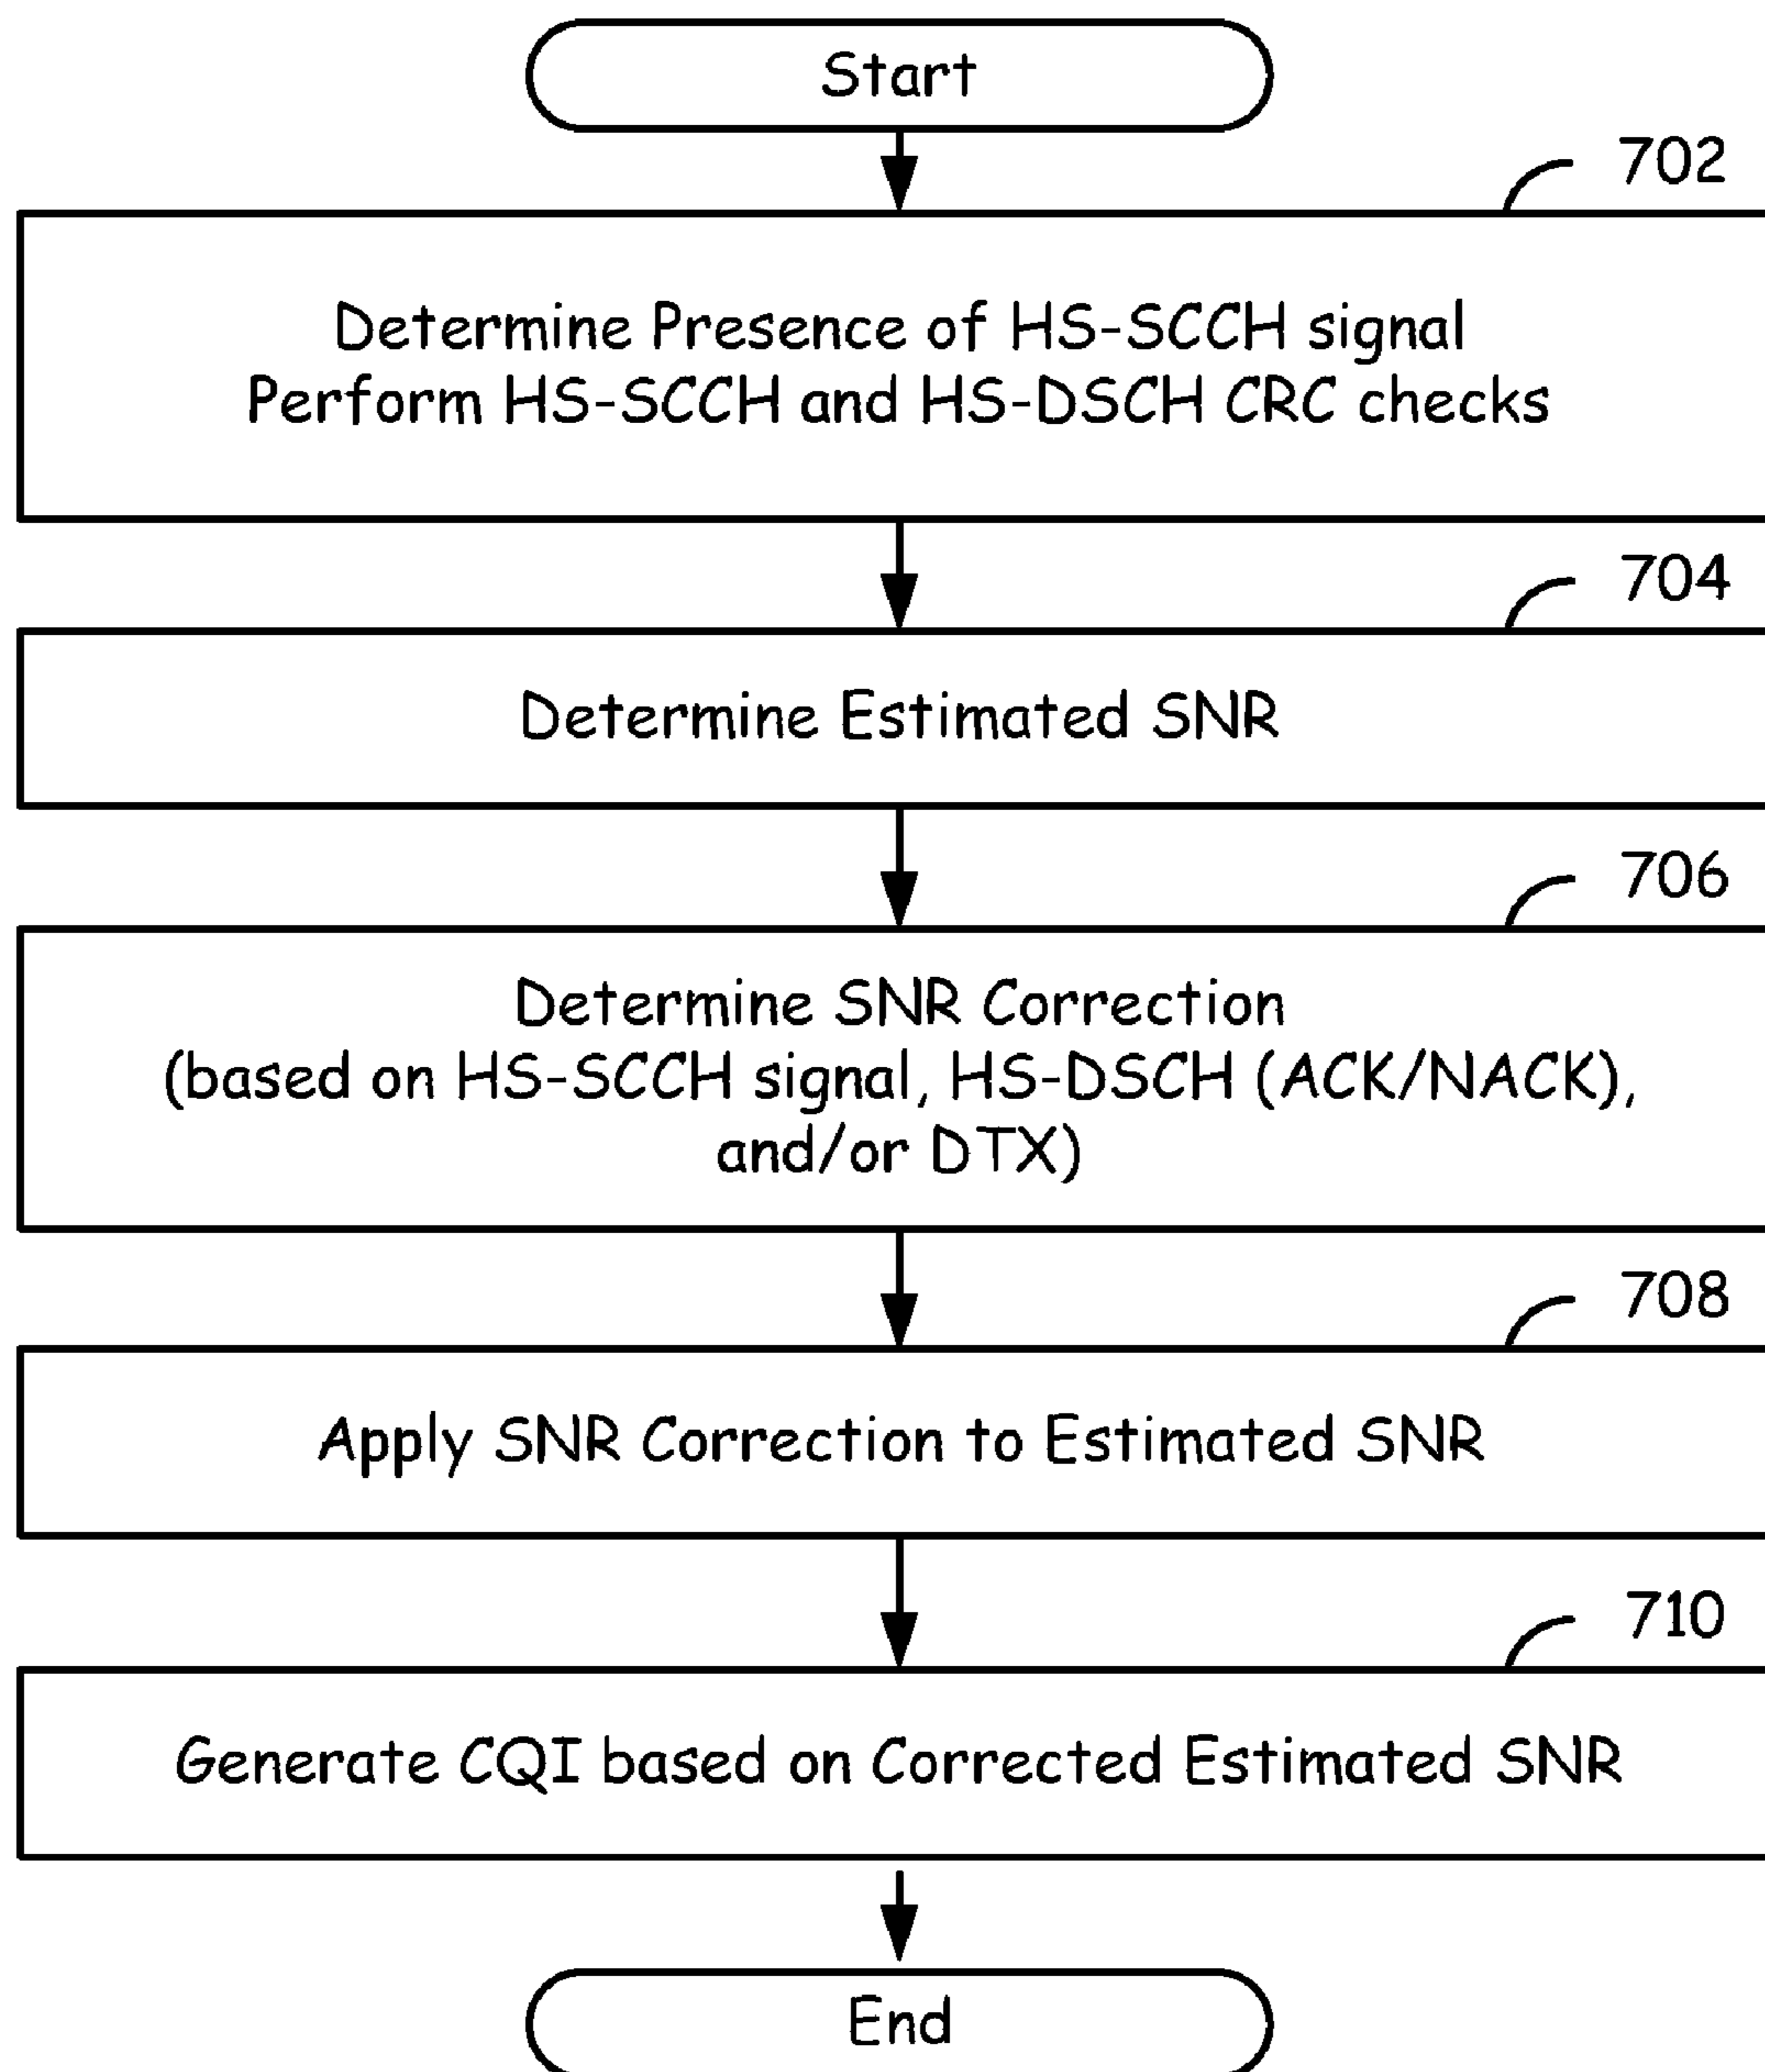 Start
702
Determine Presence of HS-SCCH signal
Perform HS-SCCH and HS-DSCH CRC checks
704
Determine Estimated SNR
706
Determine SNR Correction
(based on HS-SCCH signal, HS-DSCH (ACK/NACK),
and/or DTX)
708
Apply SNR Correction to Estimated SNR
710
Generate CQI based on Corrected Estimated SNR
End